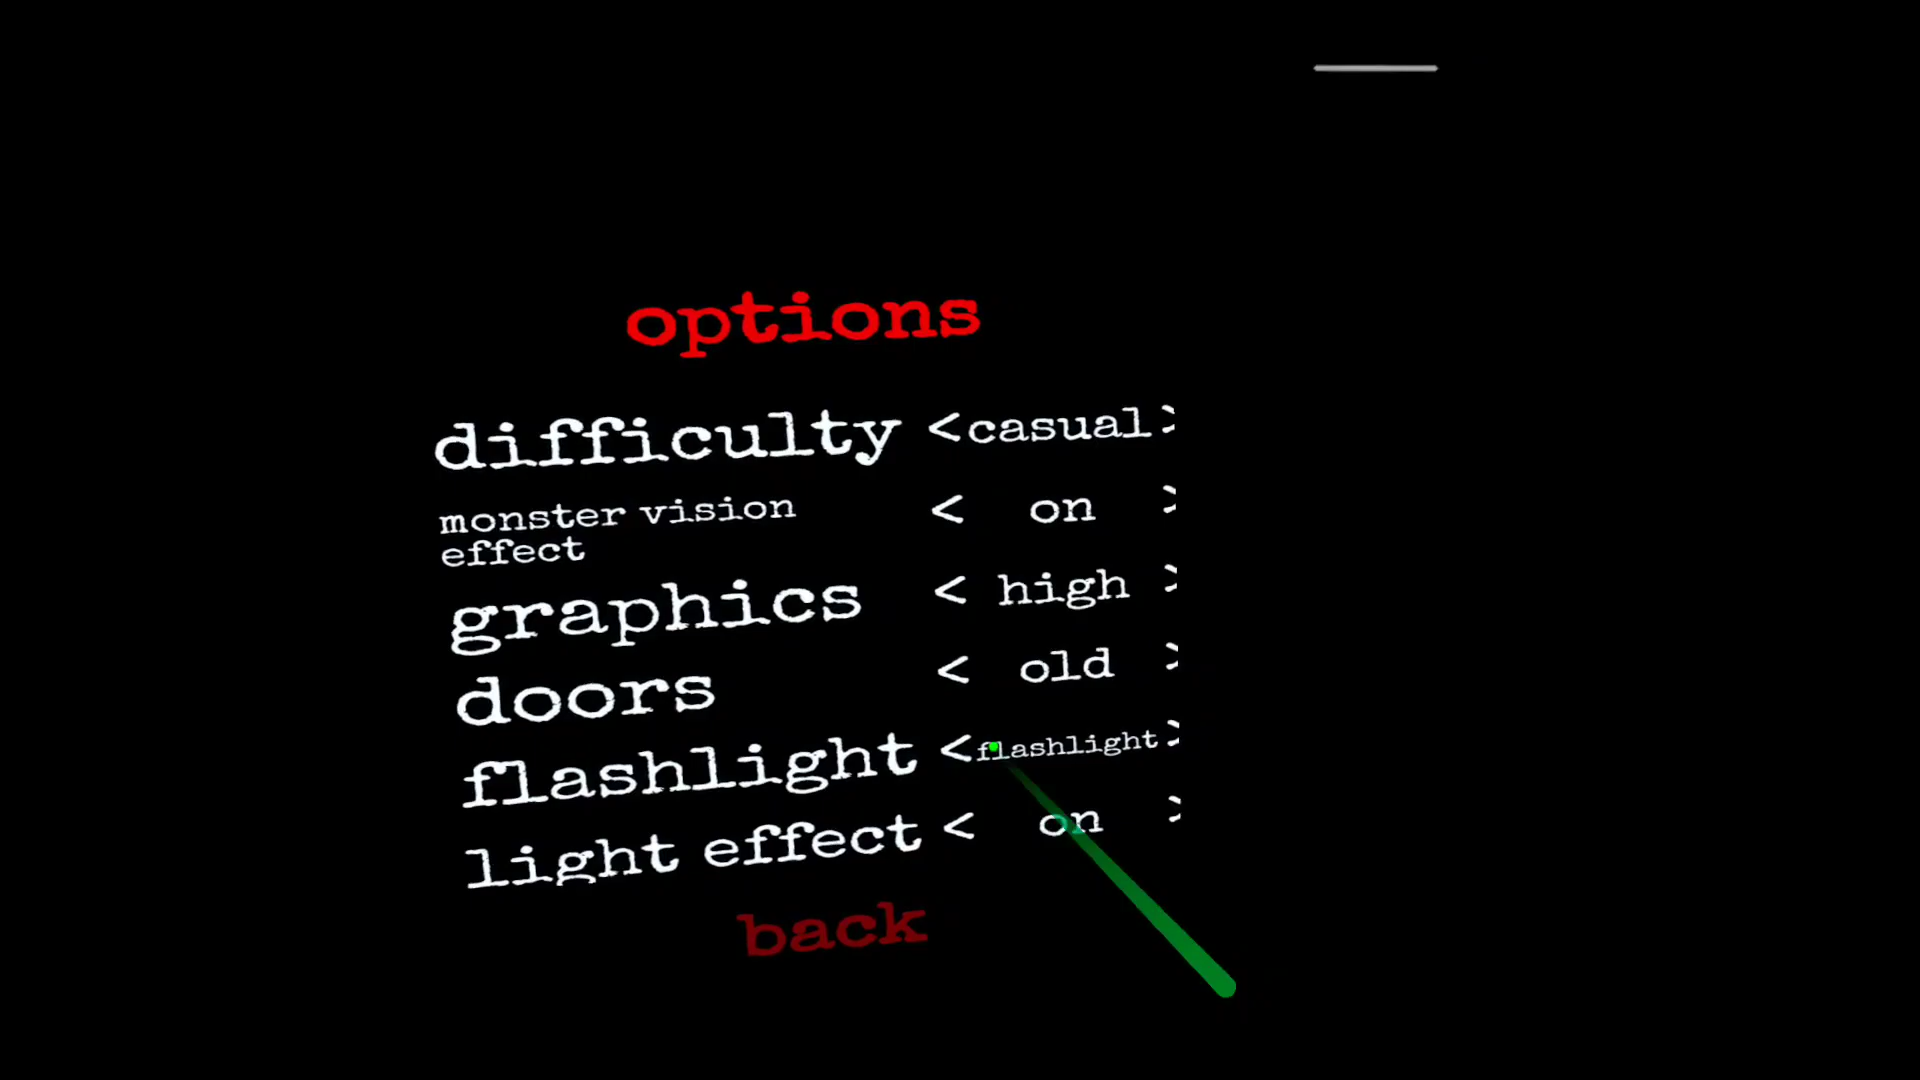 options
difficulty < casual >
monster vision
effect < on >
graphics < high >
doors < old >
flashlight < flashlight >
light effect < on >
back